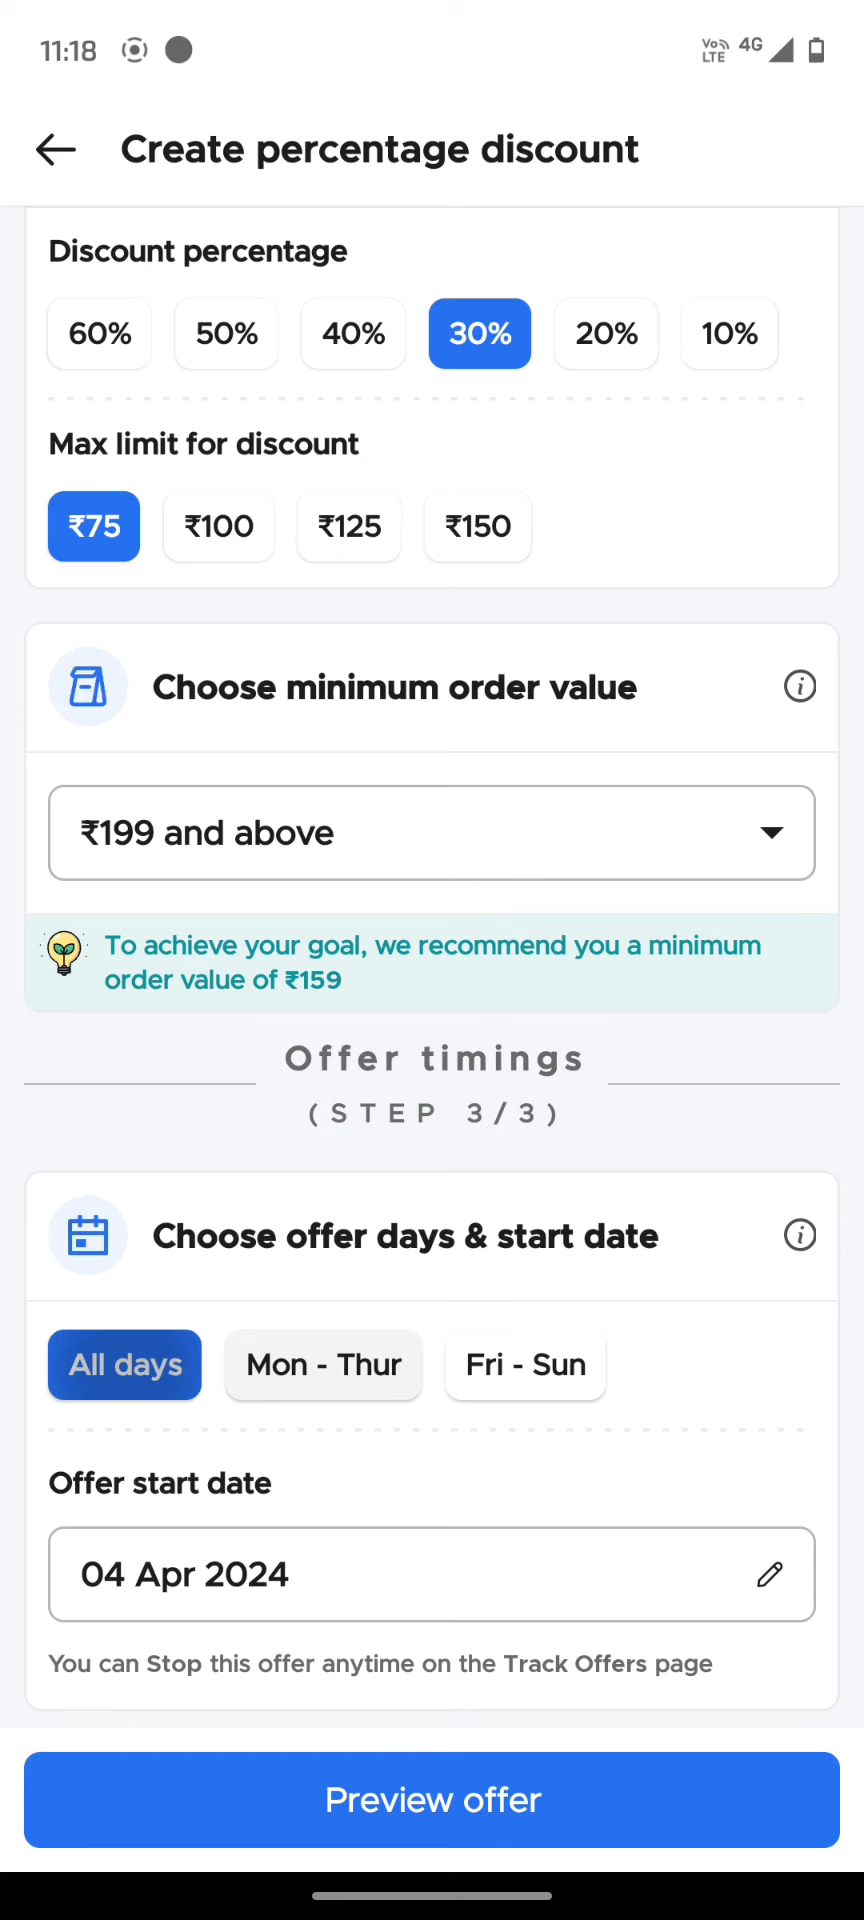 11:18
Vo LTE 4G
Create percentage discount
Discount percentage
60% 50% 40% 30% 20% 10%
Max limit for discount
₹75 ₹100 ₹125 ₹150
Choose minimum order value
₹199 and above
To achieve your goal, we recommend you a minimum
order value of ₹159
Offer timings
(STEP 3/3)
Choose offer days & start date
All days Mon - Thur Fri - Sun
Offer start date
04 Apr 2024
You can Stop this offer anytime on the Track Offers page
Preview offer